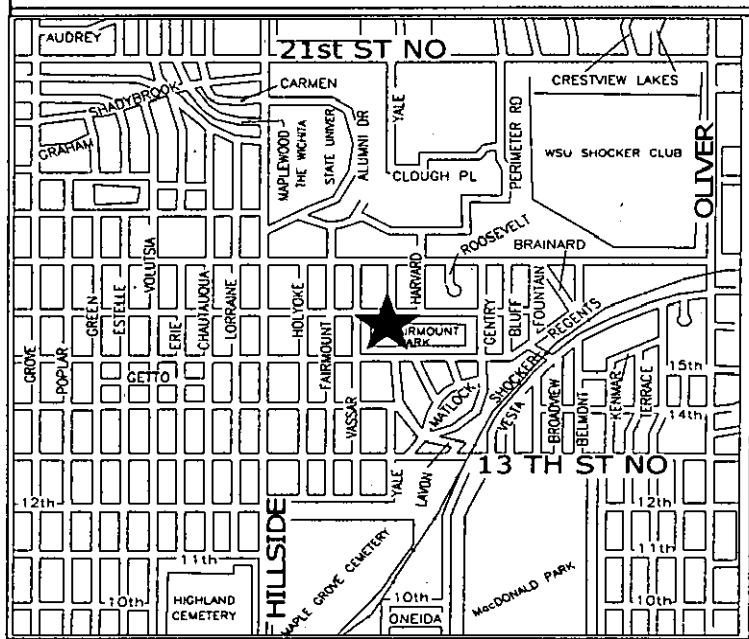 AUDREY
21st ST NO
CRESTVIEW LAKES
CARMEN
SHADYBROOK
GRAHAM
MAPLEWOOD
THE WICHITA
STATE UNIVER
ALUMNI DR
YALE
CLOUGH PL
PERIMETER RD
WSU SHOCKER CLUB
OLIVER
ROOSEVELT
BRAINARD
HARVARD
GROVE
POPLAR
GREEN
ESTELLE
VOLUTSIA
ERIE
CHAUTAUQUA
LORRAINE
HOLYOKE
FAIRMOUNT
VASSAR
GETTO
AIRMOUNT
PARK
GENTRY
BLUFF
FOUNTAIN
REGENTS
SHOCKER
MATLOCK
VESTA
BROADVIEW
BELMONT
KENMAR
TERRACE
15th
14th
13 TH ST NO
YALE
LAVON
12th
12th
HILLSIDE
11th
11th
10th
HIGHLAND
CEMETERY
MAPLE GROVE CEMETERY
10th
ONEIDA
MacDONALD PARK
10th